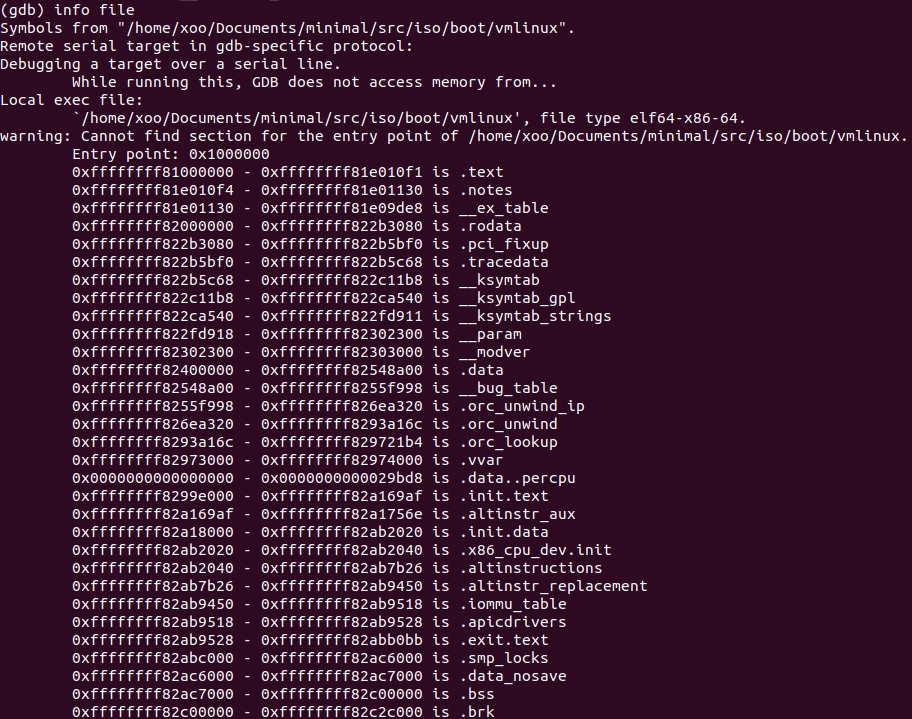 (gdb) info file
Symbols from "/home/xoo/Documents/minimal/src/iso/boot/vmlinux".
Remote serial target in gdb-specific protocol:
Debugging a target over a serial line.
While running this, GDB does not access memory from...
Local exec file:
`/home/xoo/Documents/minimal/src/iso/boot/vmlinux', file type elf64-x86-64.
warning: Cannot find section for the entry point of /home/xoo/Documents/minimal/src/iso/boot/vmlinux.
Entry point: 0x1000000
0xffffffff81000000 - 0xffffffff81e010f1 is .text
0xffffffff81e010f4 - 0xffffffff81e01130 is .notes
0xffffffff81e01130 - 0xffffffff81e09de8 is __ex_table
0xffffffff82000000 - 0xffffffff822b3080 is .rodata
0xffffffff822b3080 - 0xffffffff822b5bf0 is .pci_fixup
0xffffffff822b5bf0 - 0xffffffff822b5c68 is .tracedata
0xffffffff822b5c68 - 0xffffffff822c11b8 is __ksymtab
0xffffffff822c11b8 - 0xffffffff822ca540 is __ksymtab_gpl
0xffffffff822ca540 - 0xffffffff822fd911 is __ksymtab_strings
0xffffffff822fd918 - 0xffffffff82302300 is __param
0xffffffff82302300 - 0xffffffff82303000 is __modver
0xffffffff82400000 - 0xffffffff82548a00 is .data
0xffffffff82548a00 - 0xffffffff8255f998 is __bug_table
0xffffffff8255f998 - 0xffffffff826ea320 is .orc_unwind_ip
0xffffffff826ea320 - 0xffffffff8293a16c is .orc_unwind
0xffffffff8293a16c - 0xffffffff829721b4 is .orc_lookup
0xffffffff82973000 - 0xffffffff82974000 is .vvar
0x0000000000000000 - 0x0000000000029bd8 is .data..percpu
0xffffffff8299e000 - 0xffffffff82a169af is .init.text
0xffffffff82a169af - 0xffffffff82a1756e is .altinstr_aux
0xffffffff82a18000 - 0xffffffff82ab2020 is .init.data
0xffffffff82ab2020 - 0xffffffff82ab2040 is .x86_cpu_dev.init
0xffffffff82ab2040 - 0xffffffff82ab7b26 is .altinstructions
0xffffffff82ab7b26 - 0xffffffff82ab9450 is .altinstr_replacement
0xffffffff82ab9450 - 0xffffffff82ab9518 is .iommu_table
0xffffffff82ab9518 - 0xffffffff82ab9528 is .apicdrivers
0xffffffff82ab9528 - 0xffffffff82abb0bb is .exit.text
0xffffffff82abc000 - 0xffffffff82ac6000 is .smp_locks
0xffffffff82ac6000 - 0xffffffff82ac7000 is .data_nosave
0xffffffff82ac7000 - 0xffffffff82c00000 is .bss
0xffffffff82c00000 - 0xffffffff82c2c000 is .brk